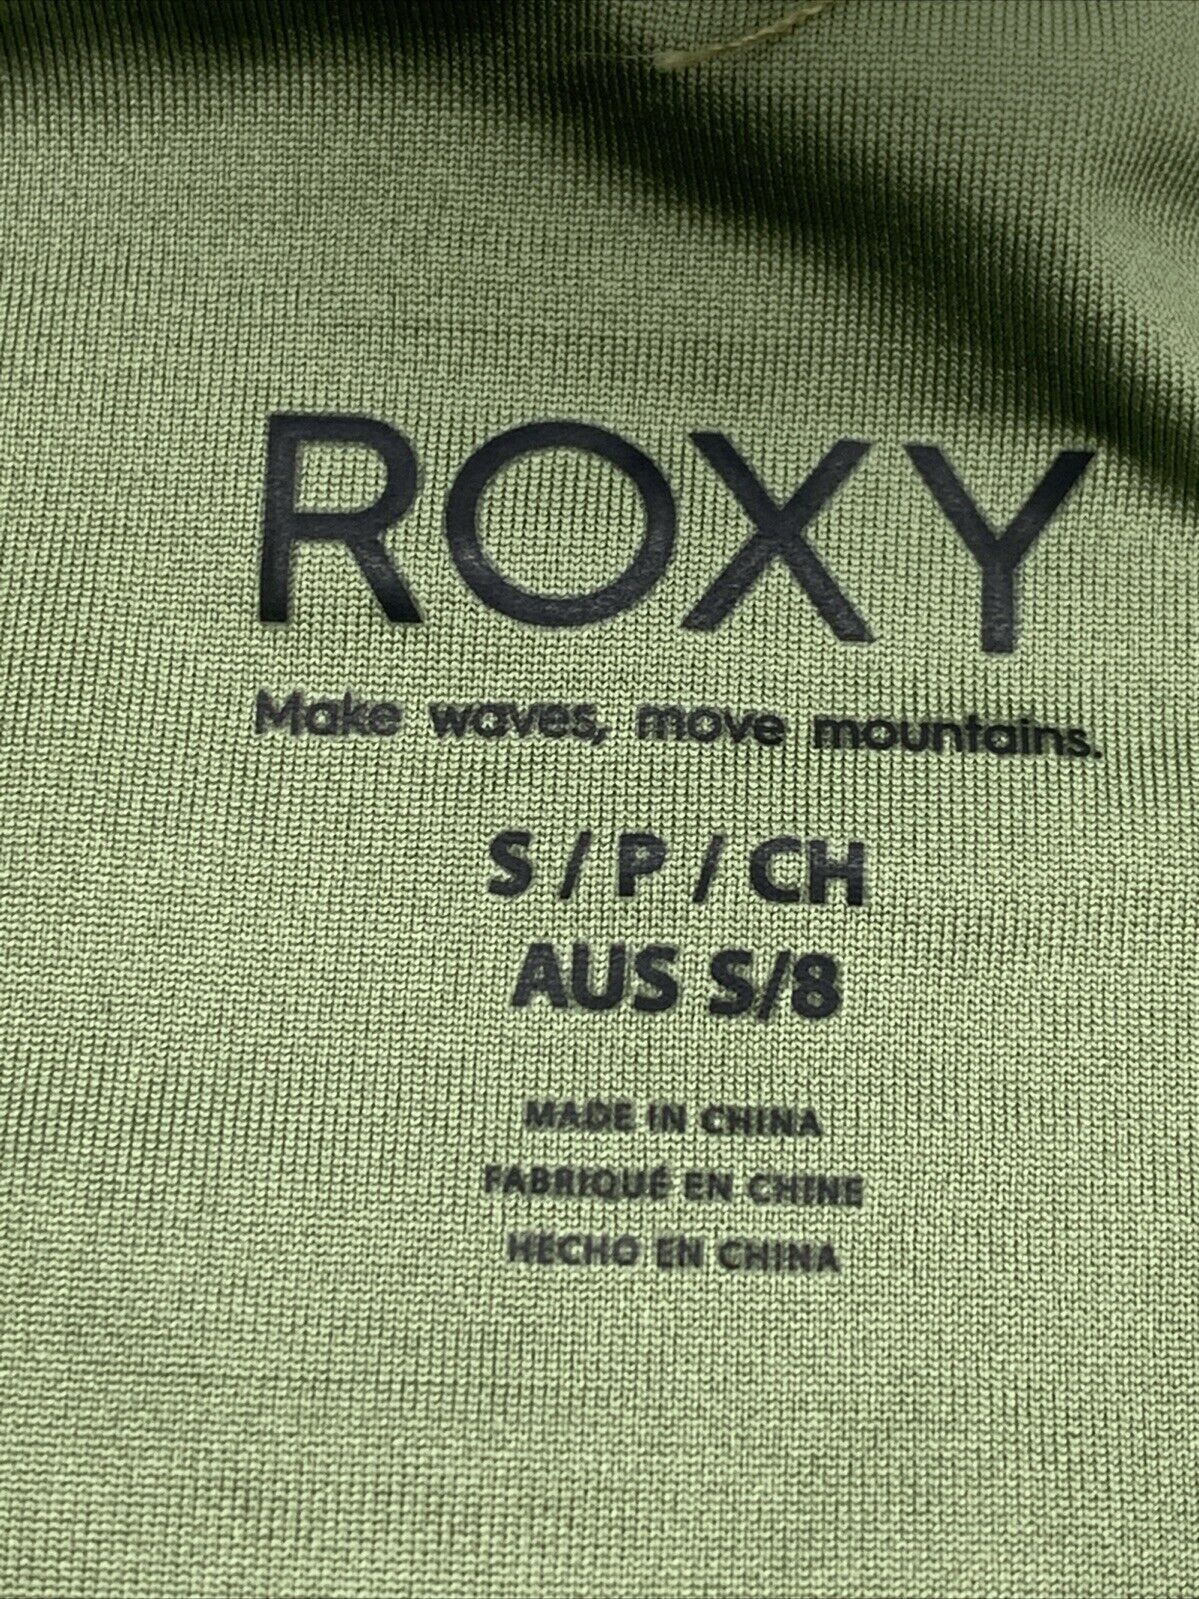 ROXY
Make waves, move mountains.
S / P / CH
AUS S/8
MADE IN CHINA
FABRIQUÉ EN CHINE
HECHO EN CHINA